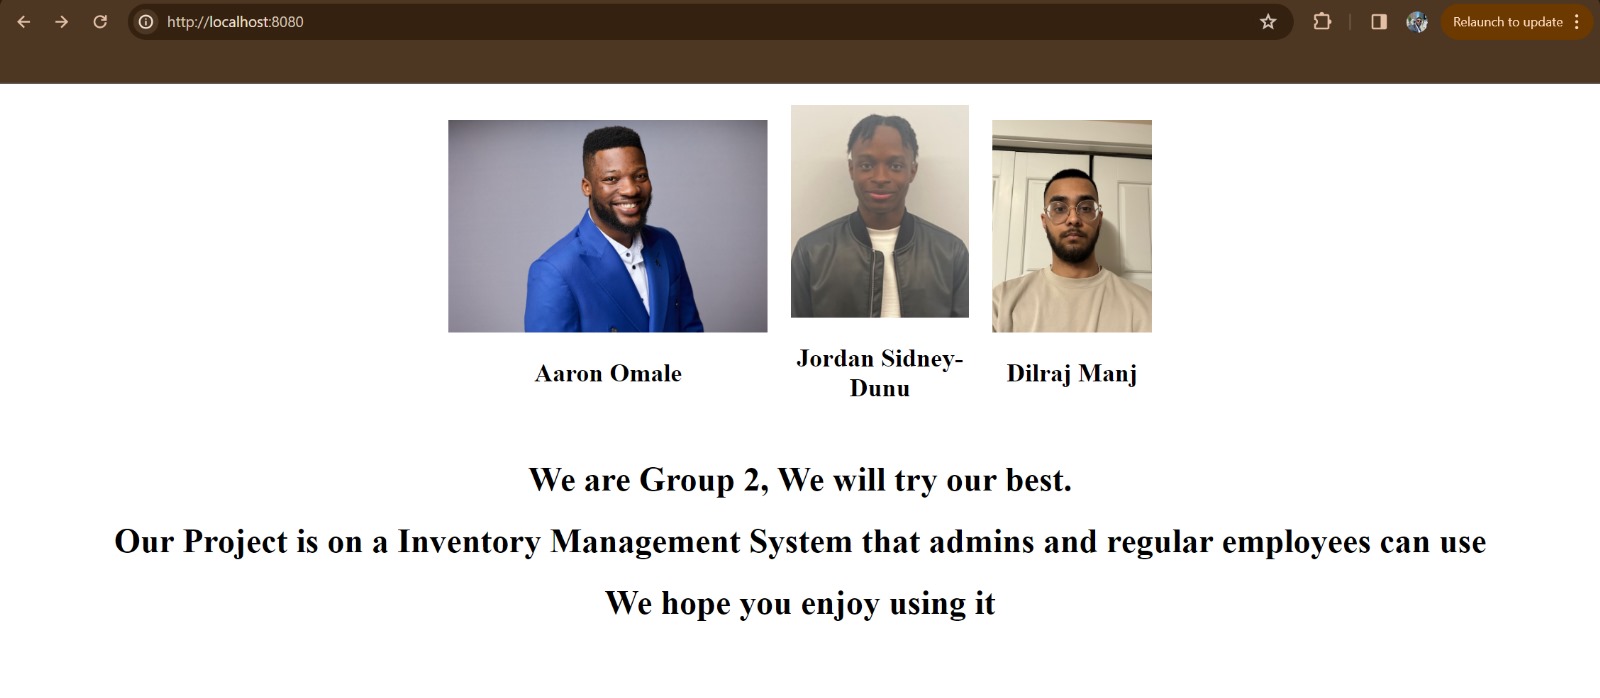 http://localhost:8080
Relaunch to update
Aaron Omale
Jordan Sidney-
Dunu
Dilraj Manj
We are Group 2, We will try our best.
Our Project is on a Inventory Management System that admins and regular employees can use
We hope you enjoy using it